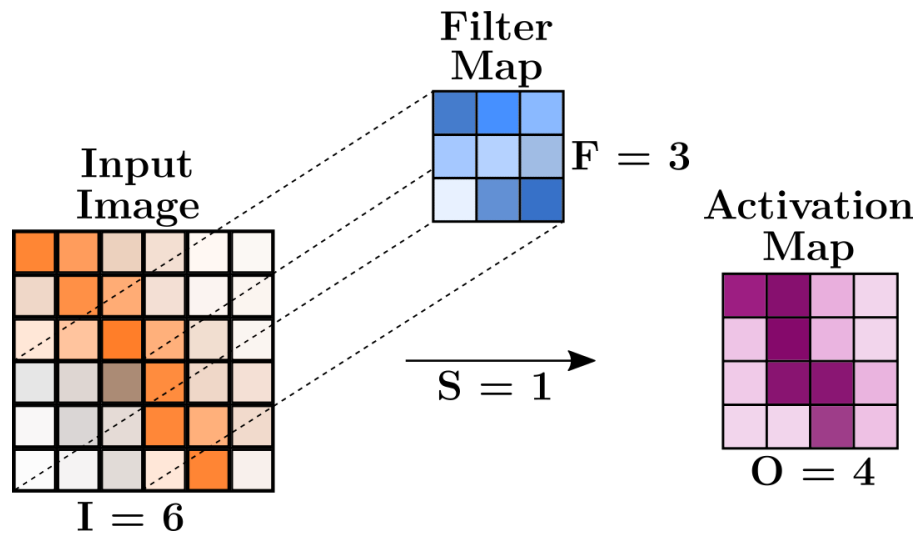 Filter
Map
F = 3
Input
Image
Activation
Map
S = 1
O = 4
I = 6